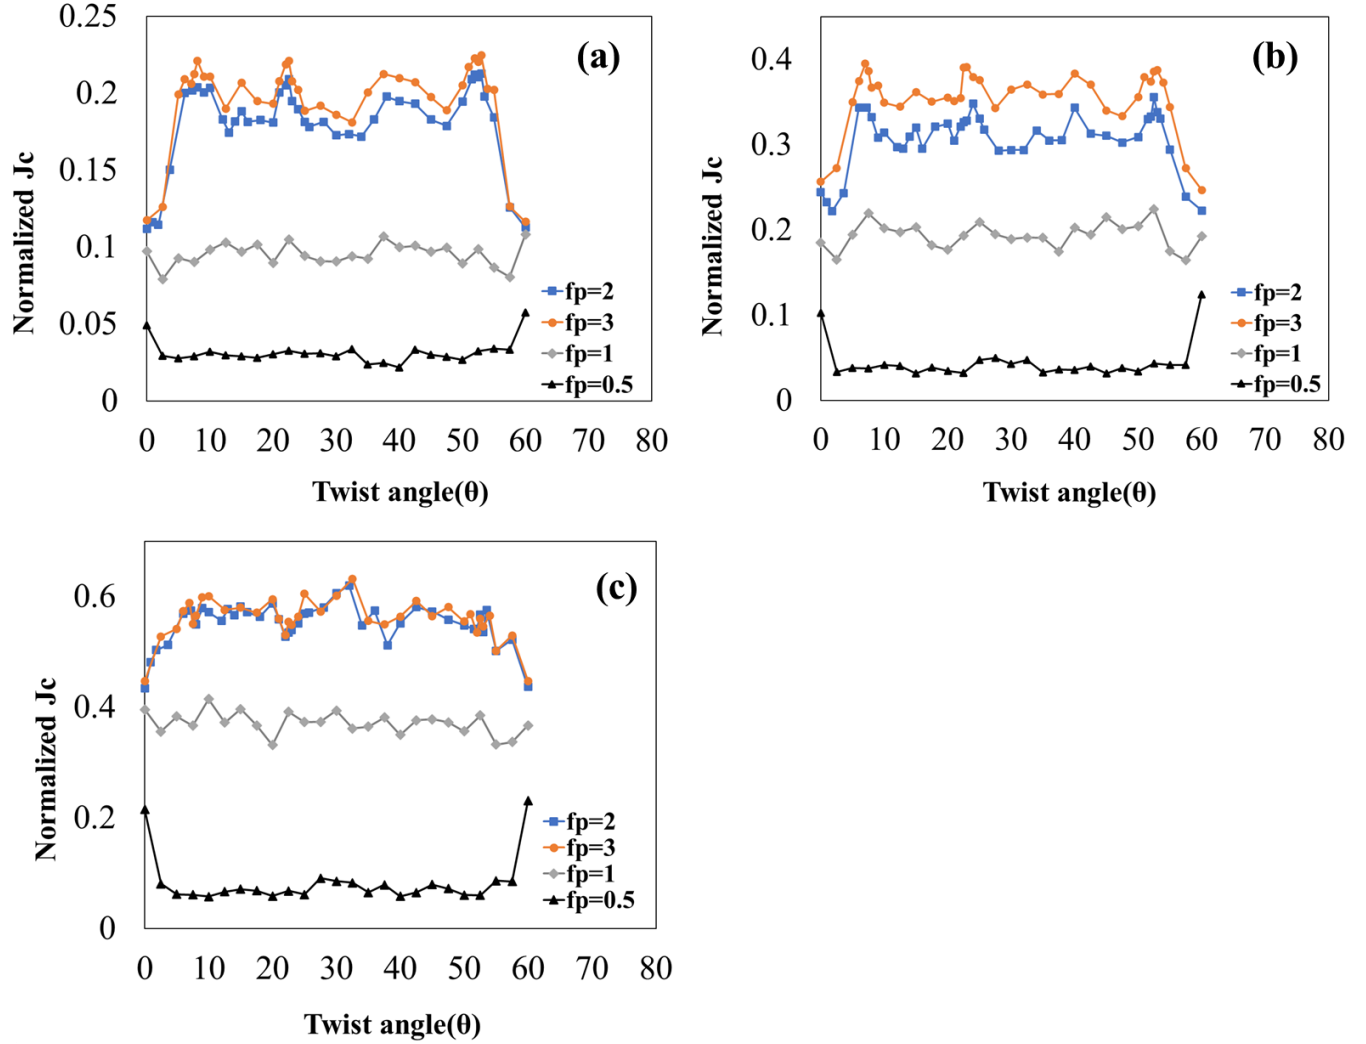 (a)
Normalized Jc
0.25
0.2
0.15
0.1
0.05
0
fp=2
fp=3
fp=1
fp=0.5
0 10 20 30 40 50 60 70 80
Twist angle(θ)
(b)
Normalized Jc
0.4
0.3
0.2
0.1
0
fp=2
fp=3
fp=1
fp=0.5
0 10 20 30 40 50 60 70 80
Twist angle(θ)
(c)
Normalized Jc
0.6
0.4
0.2
0
fp=2
fp=3
fp=1
fp=0.5
0 10 20 30 40 50 60 70 80
Twist angle(θ)